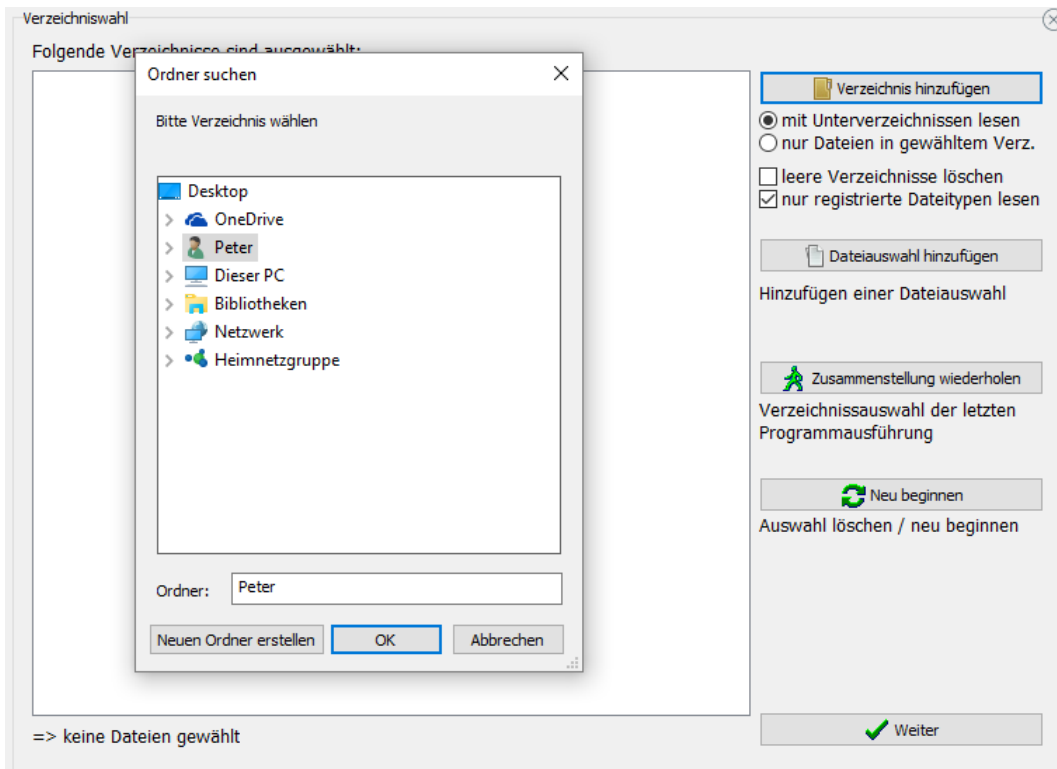 Verzeichniswahl
Folgende Verzeichnisse sind ausgewählt:
Ordner suchen
Bitte Verzeichnis wählen
Desktop
OneDrive
Peter
Dieser PC
Bibliotheken
Netzwerk
Heimnetzgruppe
Ordner: Peter
Neuen Ordner erstellen OK Abbrechen
=> keine Dateien gewählt
Verzeichnis hinzufügen
mit Unterverzeichnissen lesen
nur Dateien in gewähltem Verz.
leere Verzeichnisse löschen
nur registrierte Dateitypen lesen
Dateiauswahl hinzufügen
Hinzufügen einer Dateiauswahl
Zusammenstellung wiederholen
Verzeichnissauswahl der letzten
Programmausführung
Neu beginnen
Auswahl löschen / neu beginnen
Weiter